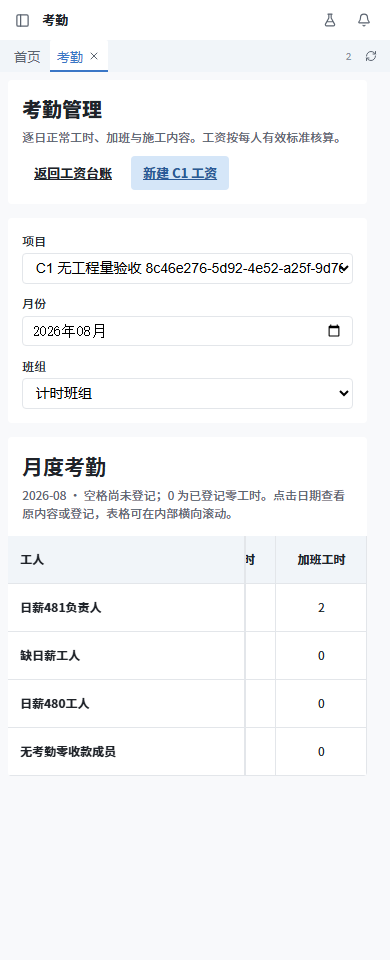 考勤
首页 考勤 × 2
考勤管理
逐日正常工时、加班与施工内容。工资按每人有效标准核算。
返回工资台账 新建 C1 工资
项目
C1 无工程量验收 8c46e276-5d92-4e52-a25f-9d76
月份
2026年08月
班组
计时班组
月度考勤
2026-08 · 空格尚未登记；0 为已登记零工时。点击日期查看
原内容或登记，表格可在内部横向滚动。
工人 时 加班工时
日薪481负责人 2
缺日薪工人 0
日薪480工人 0
无考勤零收款成员 0